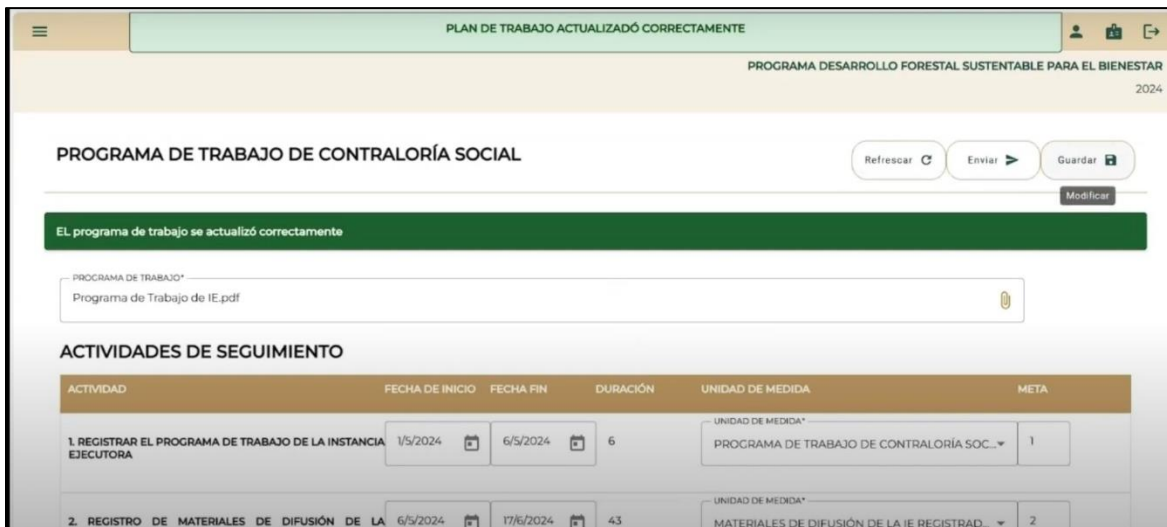 PLAN DE TRABAJO ACTUALIZADÓ CORRECTAMENTE
PROGRAMA DESARROLLO FORESTAL SUSTENTABLE PARA EL BIENESTAR
2024
PROGRAMA DE TRABAJO DE CONTRALORÍA SOCIAL
Refrescar Enviar Guardar
Modificar
EL programa de trabajo se actualizó correctamente
PROGRAMA DE TRABAJO*
Programa de Trabajo de IE.pdf
ACTIVIDADES DE SEGUIMIENTO
ACTIVIDAD FECHA DE INICIO FECHA FIN DURACIÓN UNIDAD DE MEDIDA META
UNIDAD DE MEDIDA*
1. REGISTRAR EL PROGRAMA DE TRABAJO DE LA INSTANCIA 1/5/2024 6/5/2024 6 PROGRAMA DE TRABAJO DE CONTRALORÍA SOC... 1
EJECUTORA
UNIDAD DE MEDIDA*
2. REGISTRO DE MATERIALES DE DIFUSIÓN DE LA 6/5/2024 17/6/2024 43 MATERIALES DE DIFUSIÓN DE LA IE REGISTRAD... 2